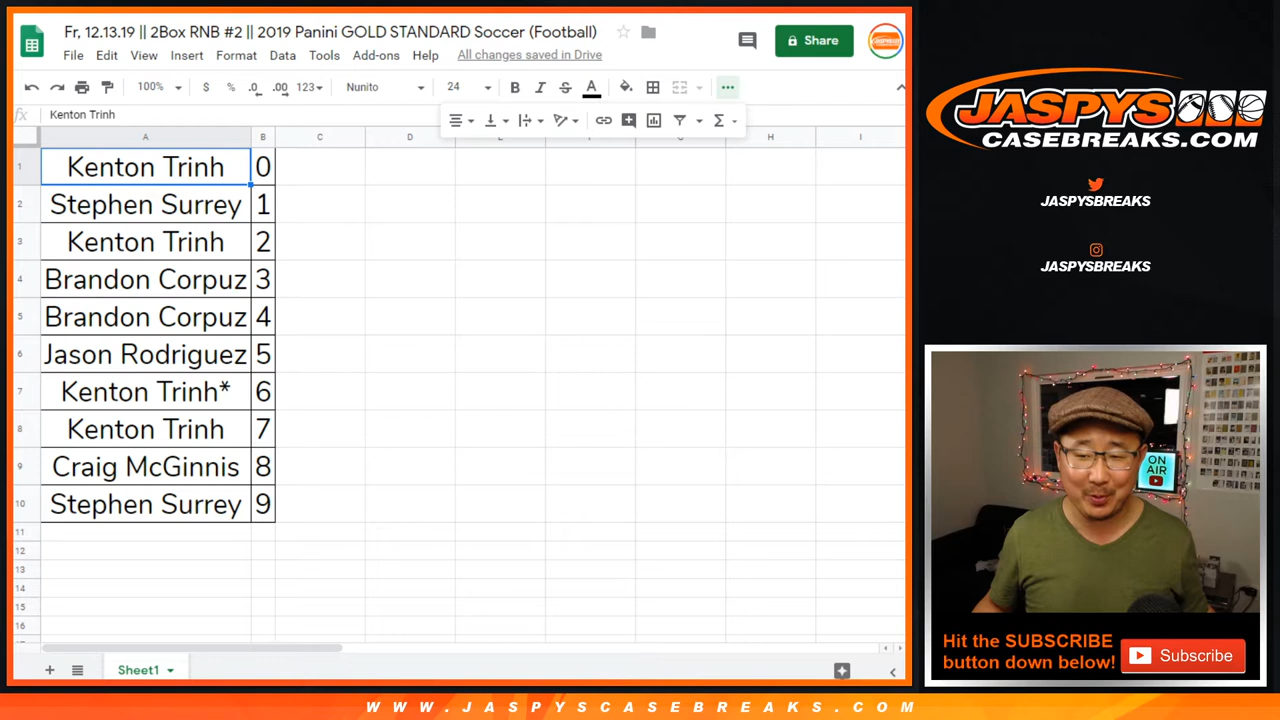 Fr, 12.13.19 || 2Box RNB #2 || 2019 Panini GOLD STANDARD Soccer (Football)
File Edit View Insert Format Data Tools Add-ons Help All changes saved in Drive
Share
100% $ % .0 .00 123 Nunito 24 B I S A
fx Kenton Trinh
A B C D H I
1 Kenton Trinh 0
2 Stephen Surrey 1
3 Kenton Trinh 2
4 Brandon Corpuz 3
5 Brandon Corpuz 4
6 Jason Rodriguez 5
7 Kenton Trinh* 6
8 Kenton Trinh 7
9 Craig McGinnis 8
10 Stephen Surrey 9
11
12
13
14
15
16
Sheet1
JASPYS
CASEBREAKS.COM
JASPYSBREAKS
JASPYSBREAKS
ON
AIR
Hit the SUBSCRIBE
button down below!
Subscribe
WWW.JASPYSCASEBREAKS.COM